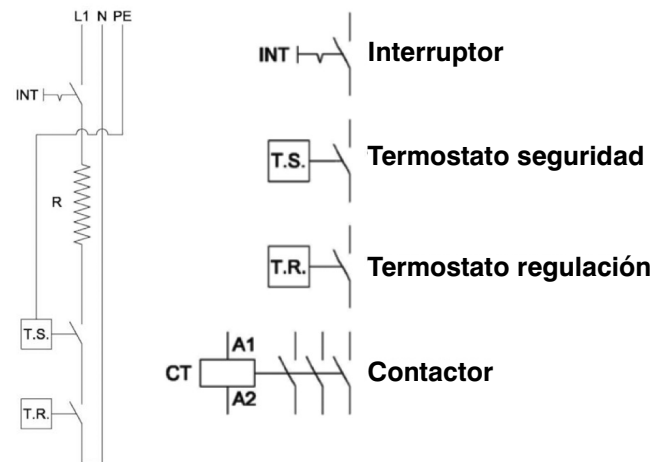 L1 N PE
INT
R
T.S.
T.R.
INT Interruptor
T.S. Termostato seguridad
T.R. Termostato regulación
A1
CT Contactor
A2